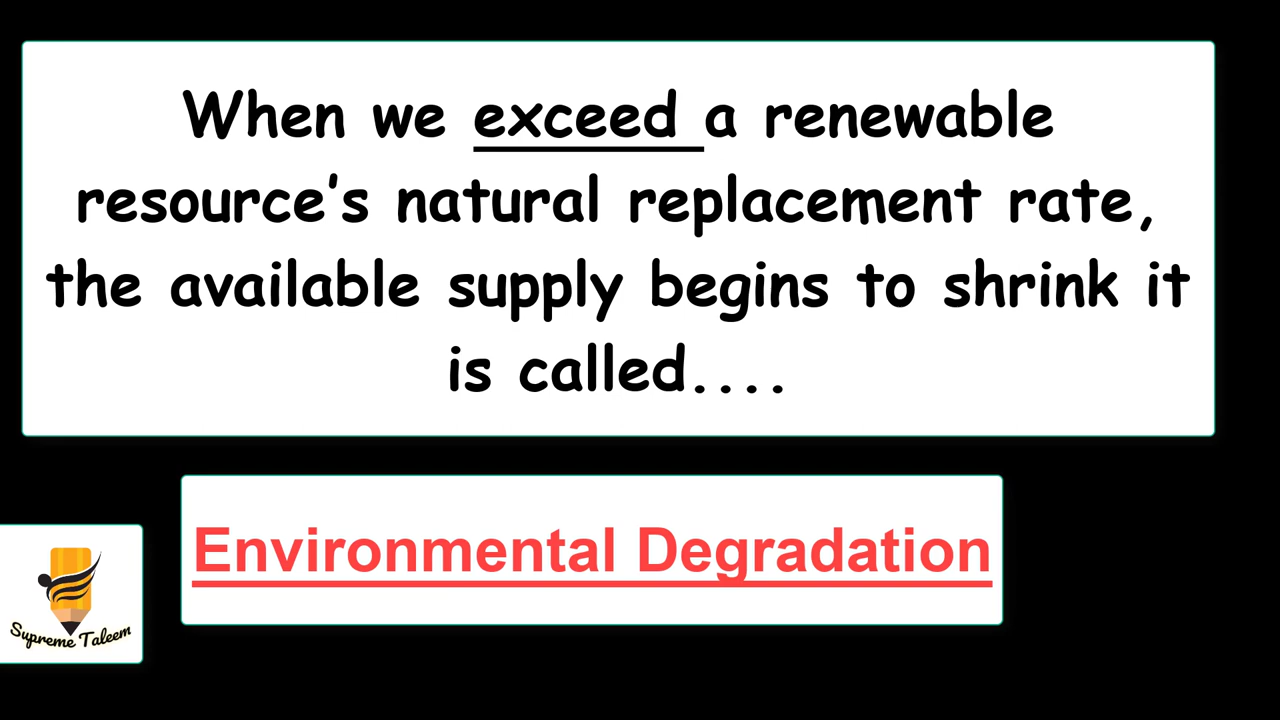 When we exceed a renewable
resource’s natural replacement rate,
the available supply begins to shrink it
is called....
Environmental Degradation
Supreme Taleem